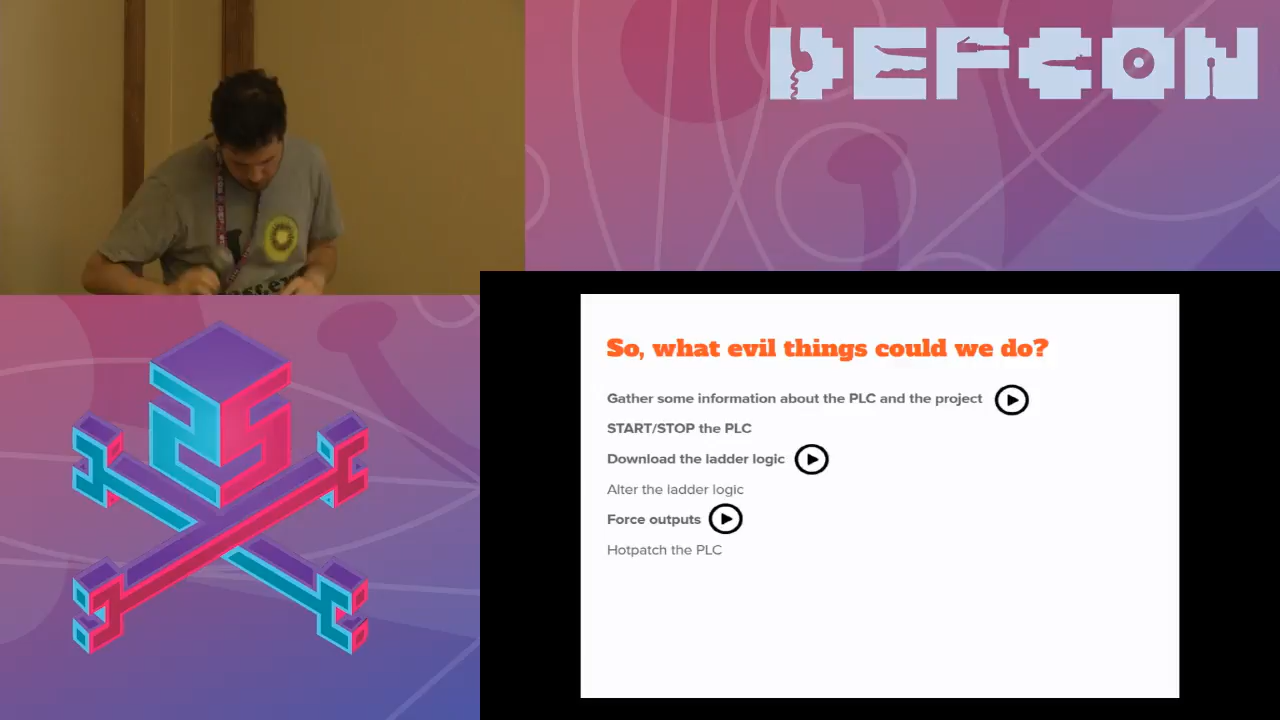 DEFCON
So, what evil things could we do?
Gather some information about the PLC and the project
START/STOP the PLC
Download the ladder logic
Alter the ladder logic
Force outputs
Hotpatch the PLC